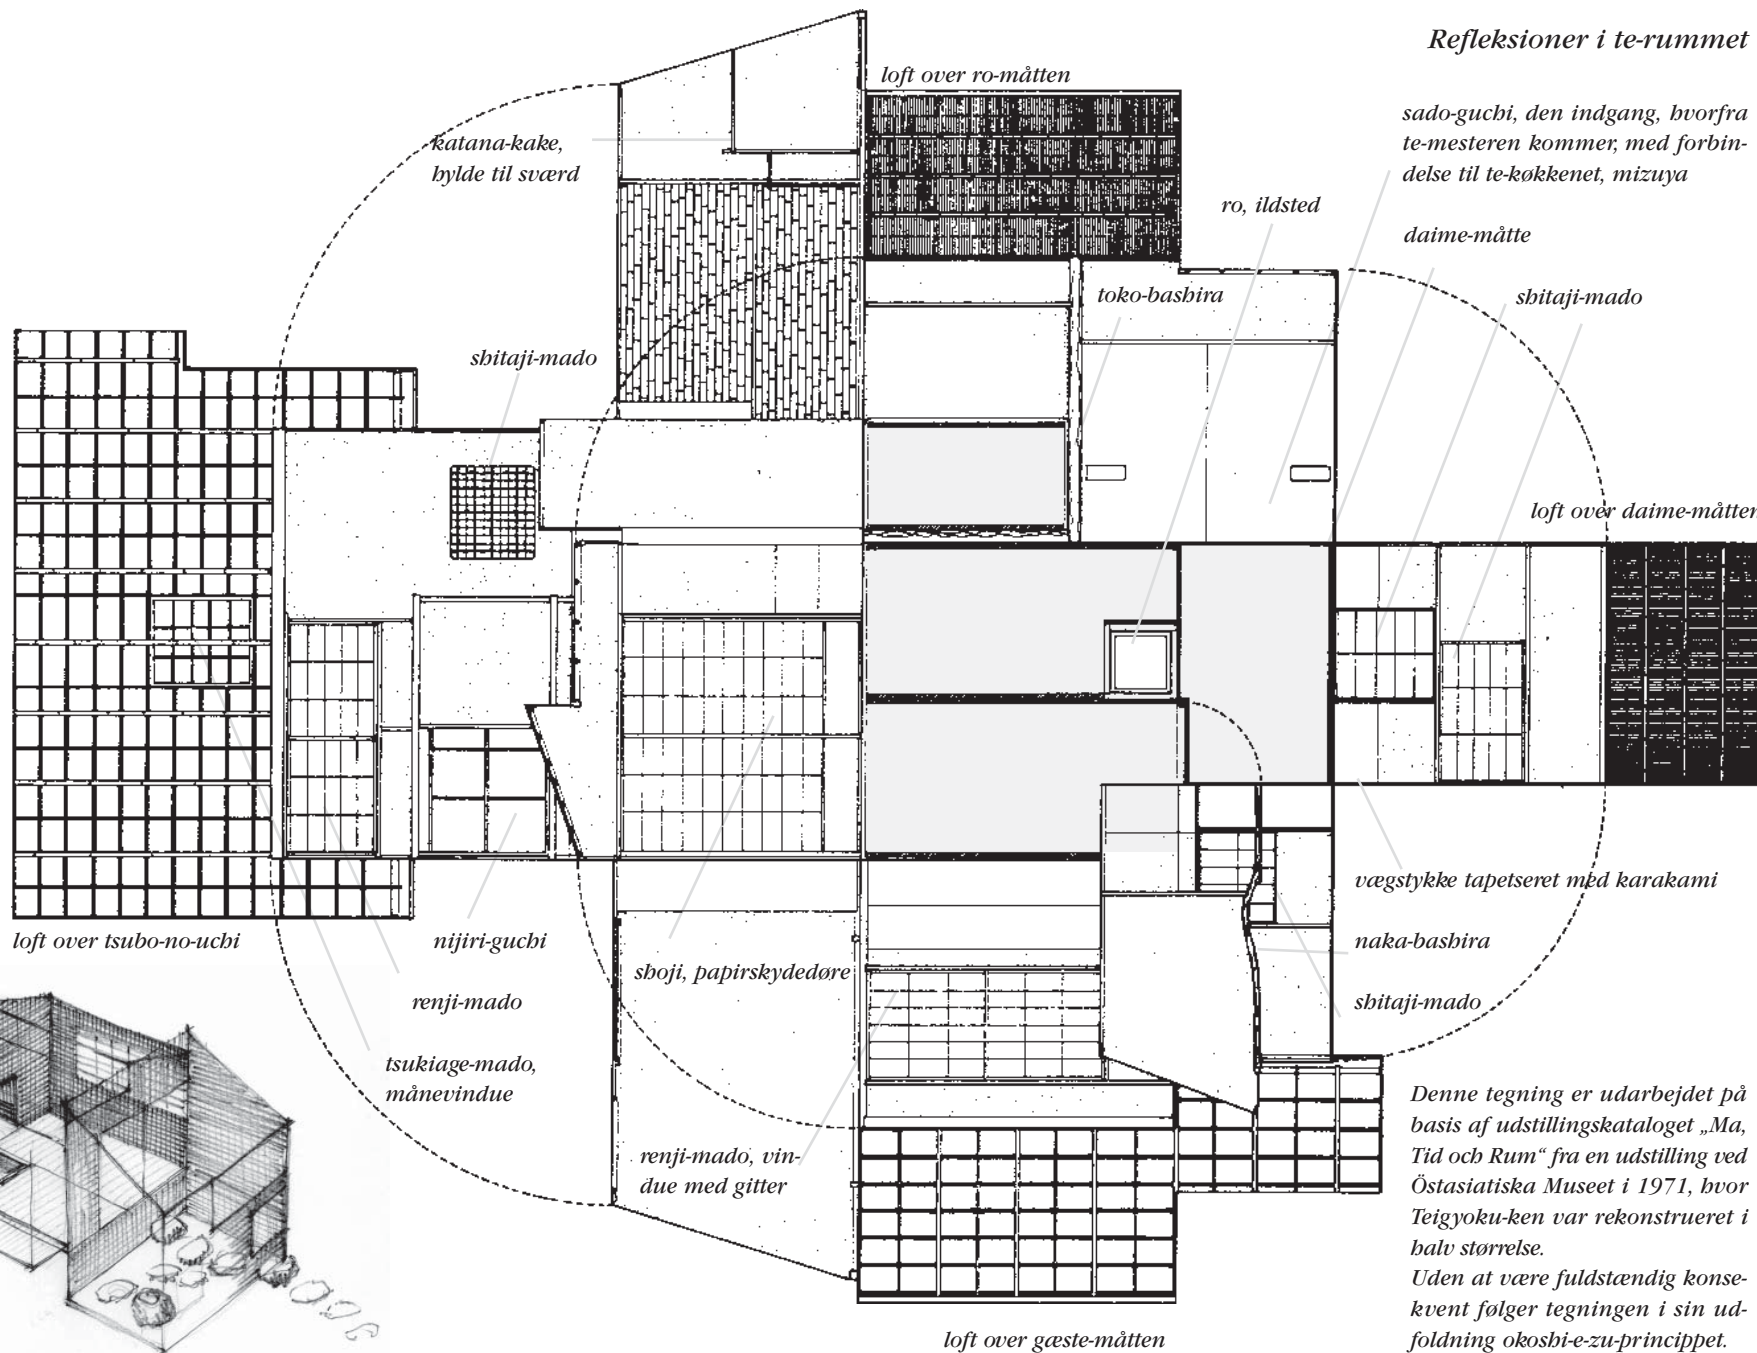 Refleksioner i te-rummet
loft over ro-måtten
sado-guchi, den indgang, hvorfra
te-mesteren kommer, med forbin-
delse til te-køkkenet, mizuya
katana-kake,
hylde til sværd
ro, ildsted
daime-måtte
toko-bashira
shitaji-mado
shitaji-mado
loft over daime-måtten
vægstykke tapetseret med karakami
loft over tsubo-no-uchi
nijiri-guchi
naka-bashira
shoji, papirskydedøre
renji-mado
shitaji-mado
tsukiage-mado,
månevindue
renji-mado, vin-
due med gitter
Denne tegning er udarbejdet på
basis af udstillingskataloget „Ma,
Tid och Rum“ fra en udstilling ved
Östasiatiska Museet i 1971, hvor
Teigyoku-ken var rekonstrueret i
halv størrelse.
Uden at være fuldstændig konse-
kvent følger tegningen i sin ud-
foldning okoshi-e-zu-princippet.
loft over gæste-måtten